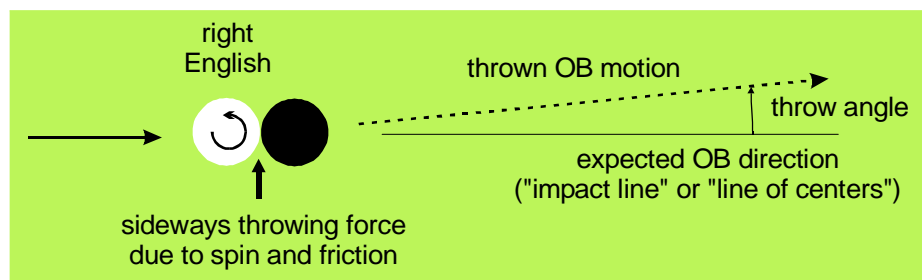 right
English
thrown OB motion
throw angle
expected OB direction
("impact line" or "line of centers")
sideways throwing force
due to spin and friction